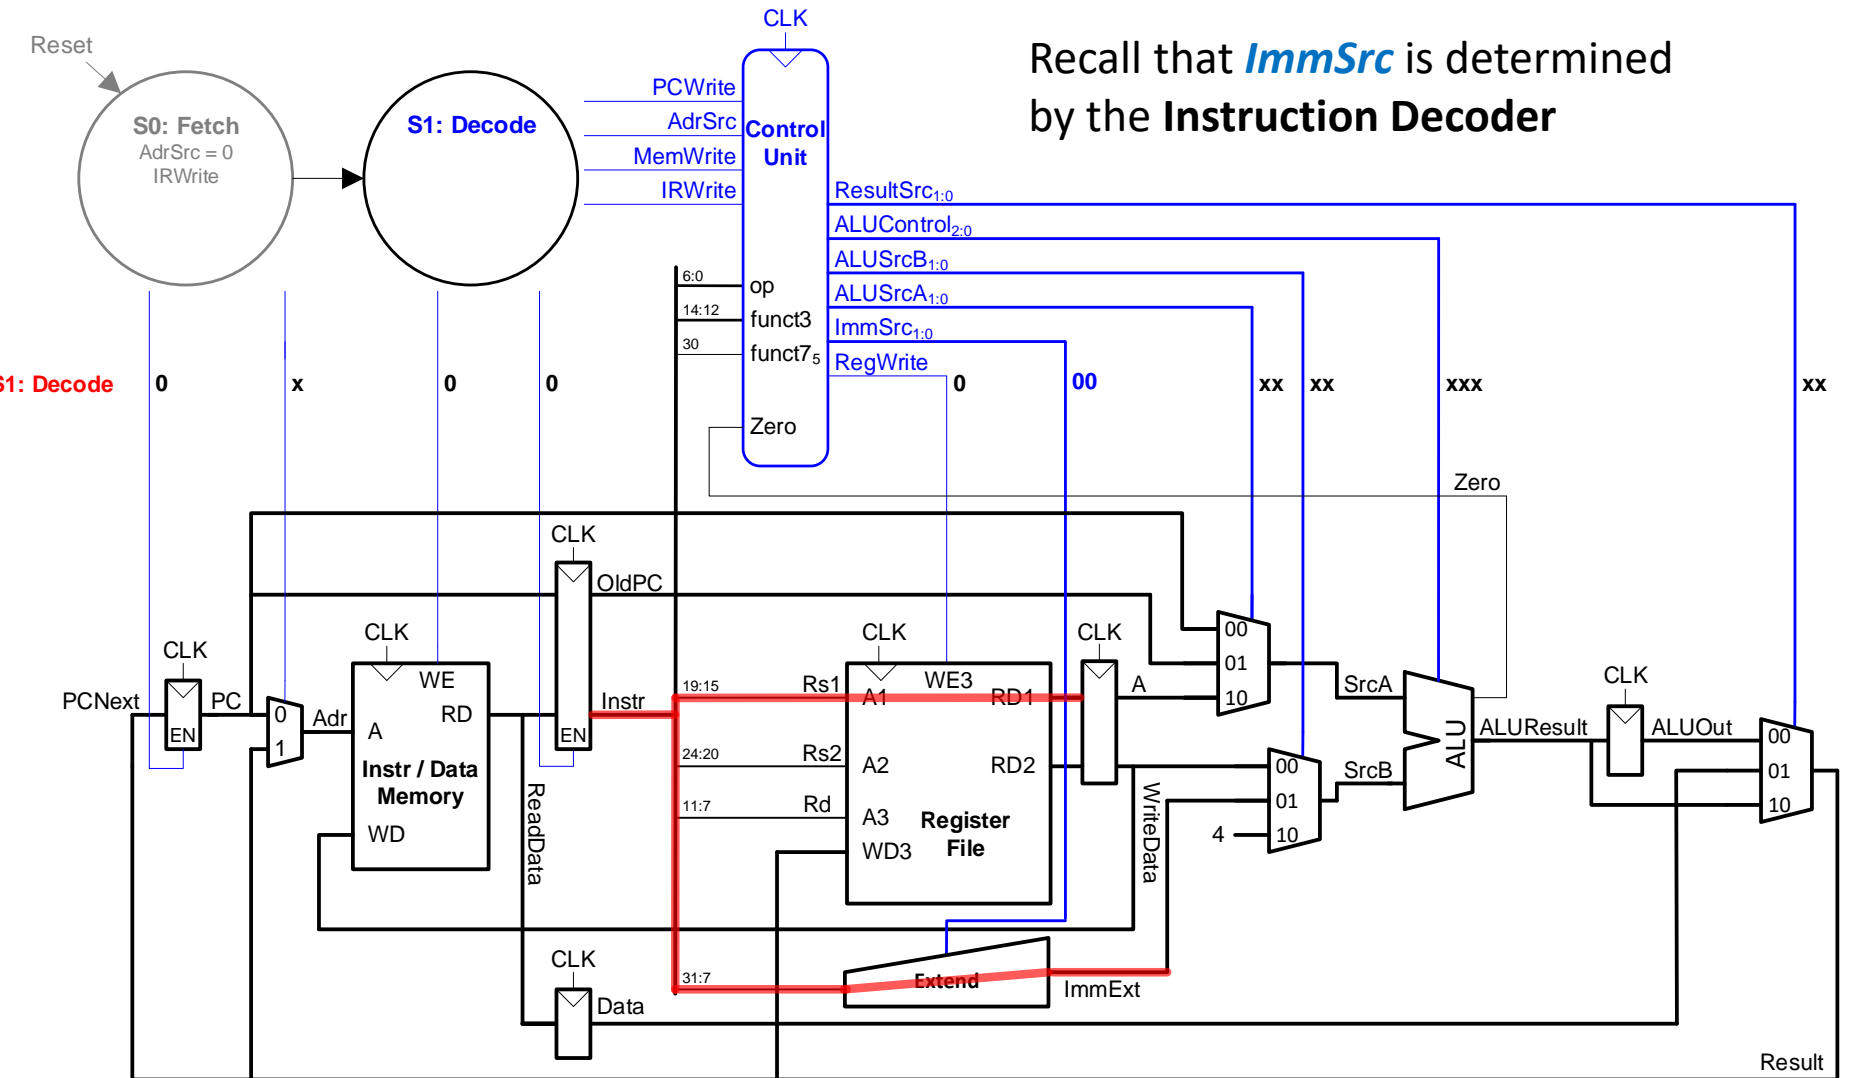 CLK
Recall that ImmSrc is determined
by the Instruction Decoder
Reset
S0: Fetch
AdrSrc = 0
IRWrite
S1: Decode
PCWrite
AdrSrc
MemWrite
IRWrite
Control
Unit
ResultSrc1:0
ALUControl2:0
ALUSrcB1:0
ALUSrcA1:0
ImmSrc1:0
RegWrite
6:0
op
14:12
funct3
30
funct75
Zero
S1: Decode
0
x
0
0
0
00
xx
xx
xxx
xx
Zero
CLK
OldPC
CLK
PCNext
EN
PC
0
1
Adr
CLK
WE
A
RD
Instr / Data
Memory
WD
ReadData
EN
Instr
19:15
Rs1
24:20
Rs2
11:7
Rd
31:7
CLK
WE3
A1
RD1
A2
RD2
A3
WD3
Register
File
CLK
A
WriteData
00
01
10
SrcA
00
01
4
10
SrcB
ALU
ALUResult
CLK
ALUOut
00
01
10
Extend
ImmExt
CLK
Data
Result